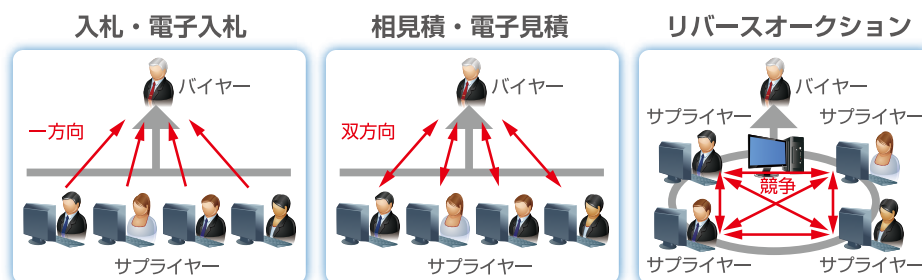 入札・電子入札
バイヤー
一方向
サプライヤー
相見積・電子見積
バイヤー
双方向
サプライヤー
リバースオークション
バイヤー
サプライヤー
サプライヤー
競争
サプライヤー
サプライヤー